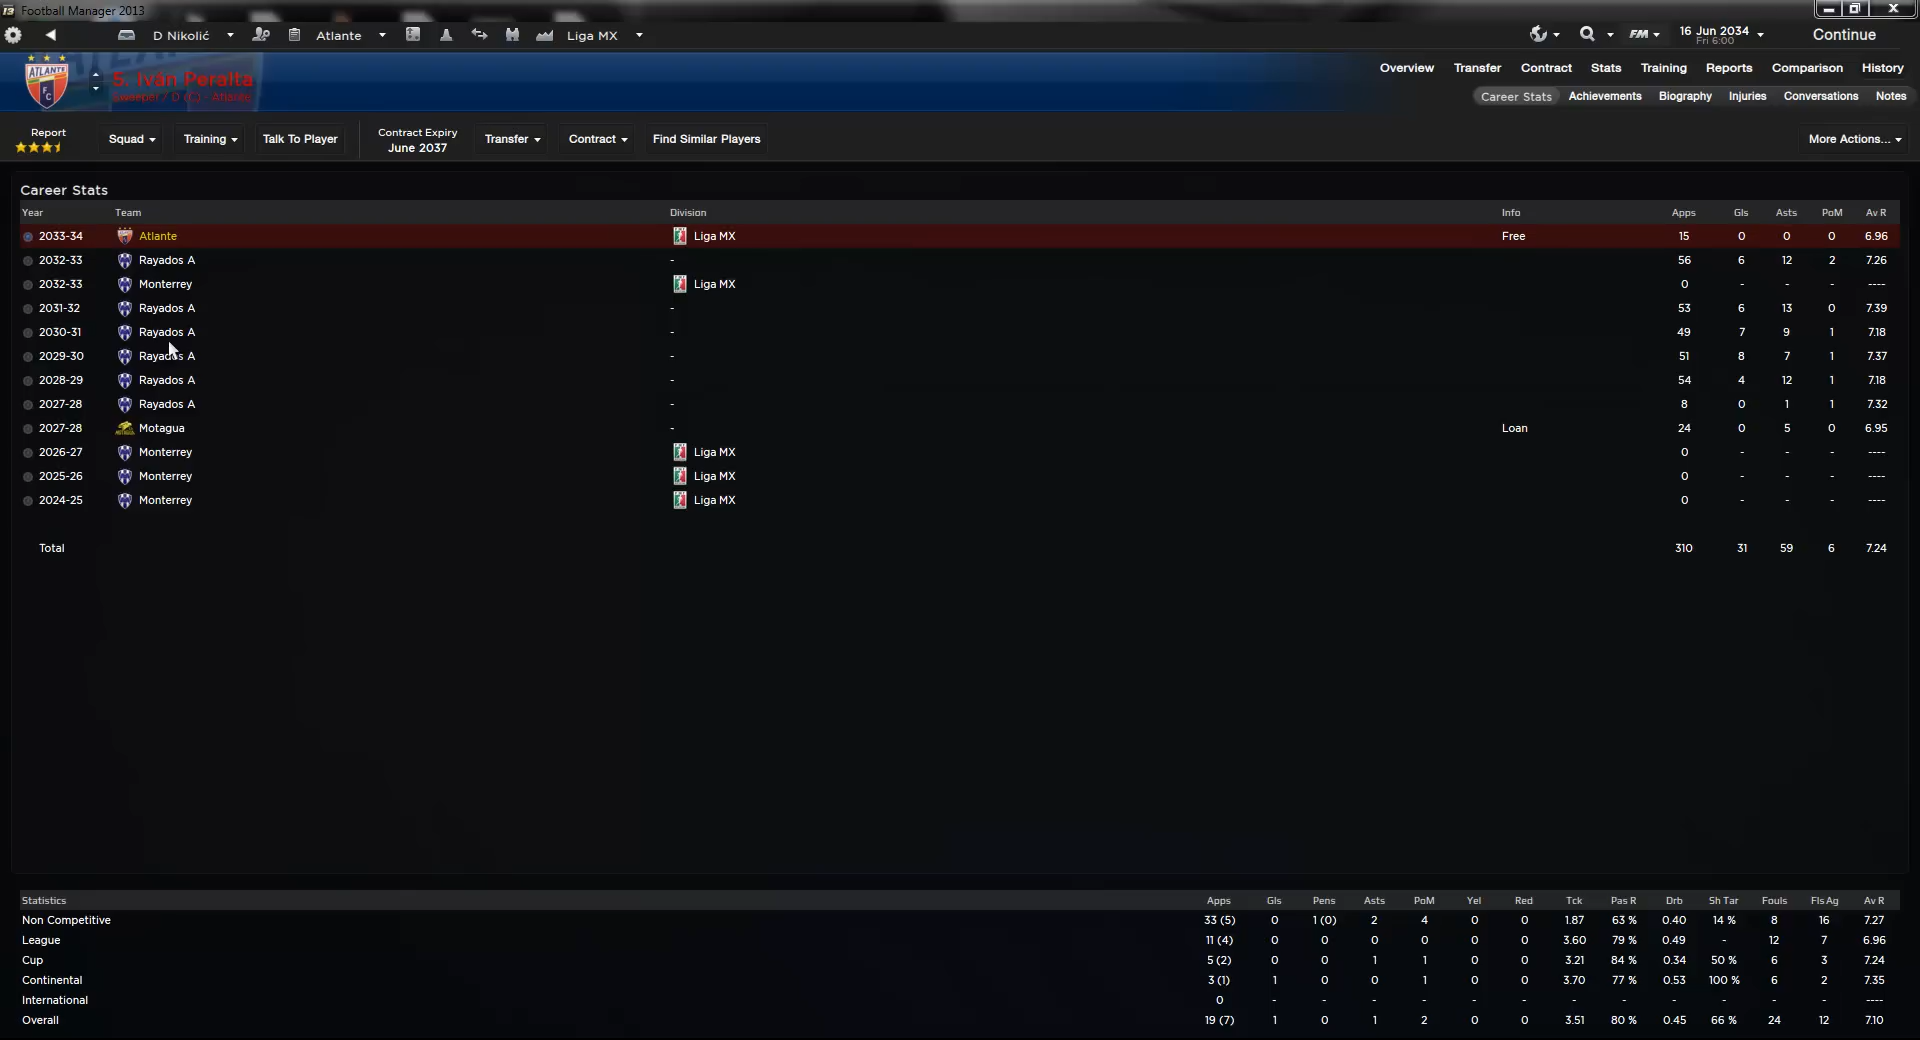 Football Manager 2013
D Nikolić Atlante Liga MX FM 16 Jun 2034 Fri 6:00 Continue
5. Iván Peralta
Sweeper / D (C) - Atlante
ATLANTE FC
Overview Transfer Contract Stats Training Reports Comparison History
Career Stats Achievements Biography Injuries Conversations Notes
Report Squad Training Talk To Player Contract Expiry June 2037 Transfer Contract Find Similar Players More Actions...
Career Stats
Year Team Division Info Apps Gls Asts PoM Av R
2033-34 Atlante Liga MX Free 15 0 0 0 6.96
2032-33 Rayados A - 56 6 12 2 7.26
2032-33 Monterrey Liga MX 0 - - - ----
2031-32 Rayados A - 53 6 13 0 7.39
2030-31 Rayados A - 49 7 9 1 7.18
2029-30 Rayados A - 51 8 7 1 7.37
2028-29 Rayados A - 54 4 12 1 7.18
2027-28 Rayados A - 8 0 1 1 7.32
2027-28 Motagua - Loan 24 0 5 0 6.95
2026-27 Monterrey Liga MX 0 - - - ----
2025-26 Monterrey Liga MX 0 - - - ----
2024-25 Monterrey Liga MX 0 - - - ----
Total 310 31 59 6 7.24
Statistics Apps Gls Pens Asts PoM Yel Red Tck Pas R Drb Sh Tar Fouls Fls Ag Av R
Non Competitive 33 (5) 0 1 (0) 2 4 0 0 1.87 63 % 0.40 14 % 8 16 7.27
League 11 (4) 0 0 0 0 0 0 3.60 79 % 0.49 - 12 7 6.96
Cup 5 (2) 0 0 1 1 0 0 3.21 84 % 0.34 50 % 6 3 7.24
Continental 3 (1) 1 0 0 1 0 0 3.70 77 % 0.53 100 % 6 2 7.35
International 0 - - - - - - - - - - - - ----
Overall 19 (7) 1 0 1 2 0 0 3.51 80 % 0.45 66 % 24 12 7.10